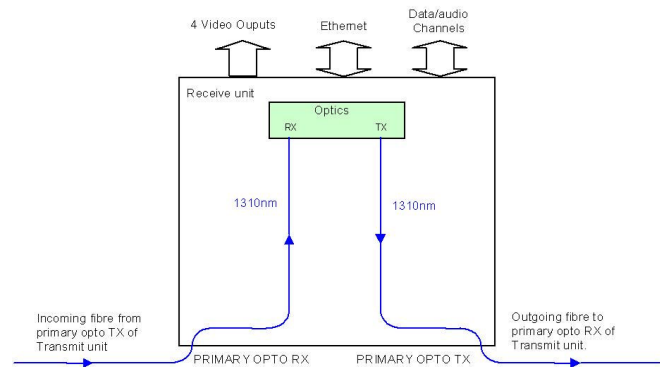 4 Video Ouputs
Ethernet
Data/audio
Channels
Receive unit
Optics
RX
TX
1310nm
1310nm
Incoming fibre from
primary opto TX of
Transmit unit
Outgoing fibre to
primary opto RX of
Transmit unit.
PRIMARY OPTO RX
PRIMARY OPTO TX